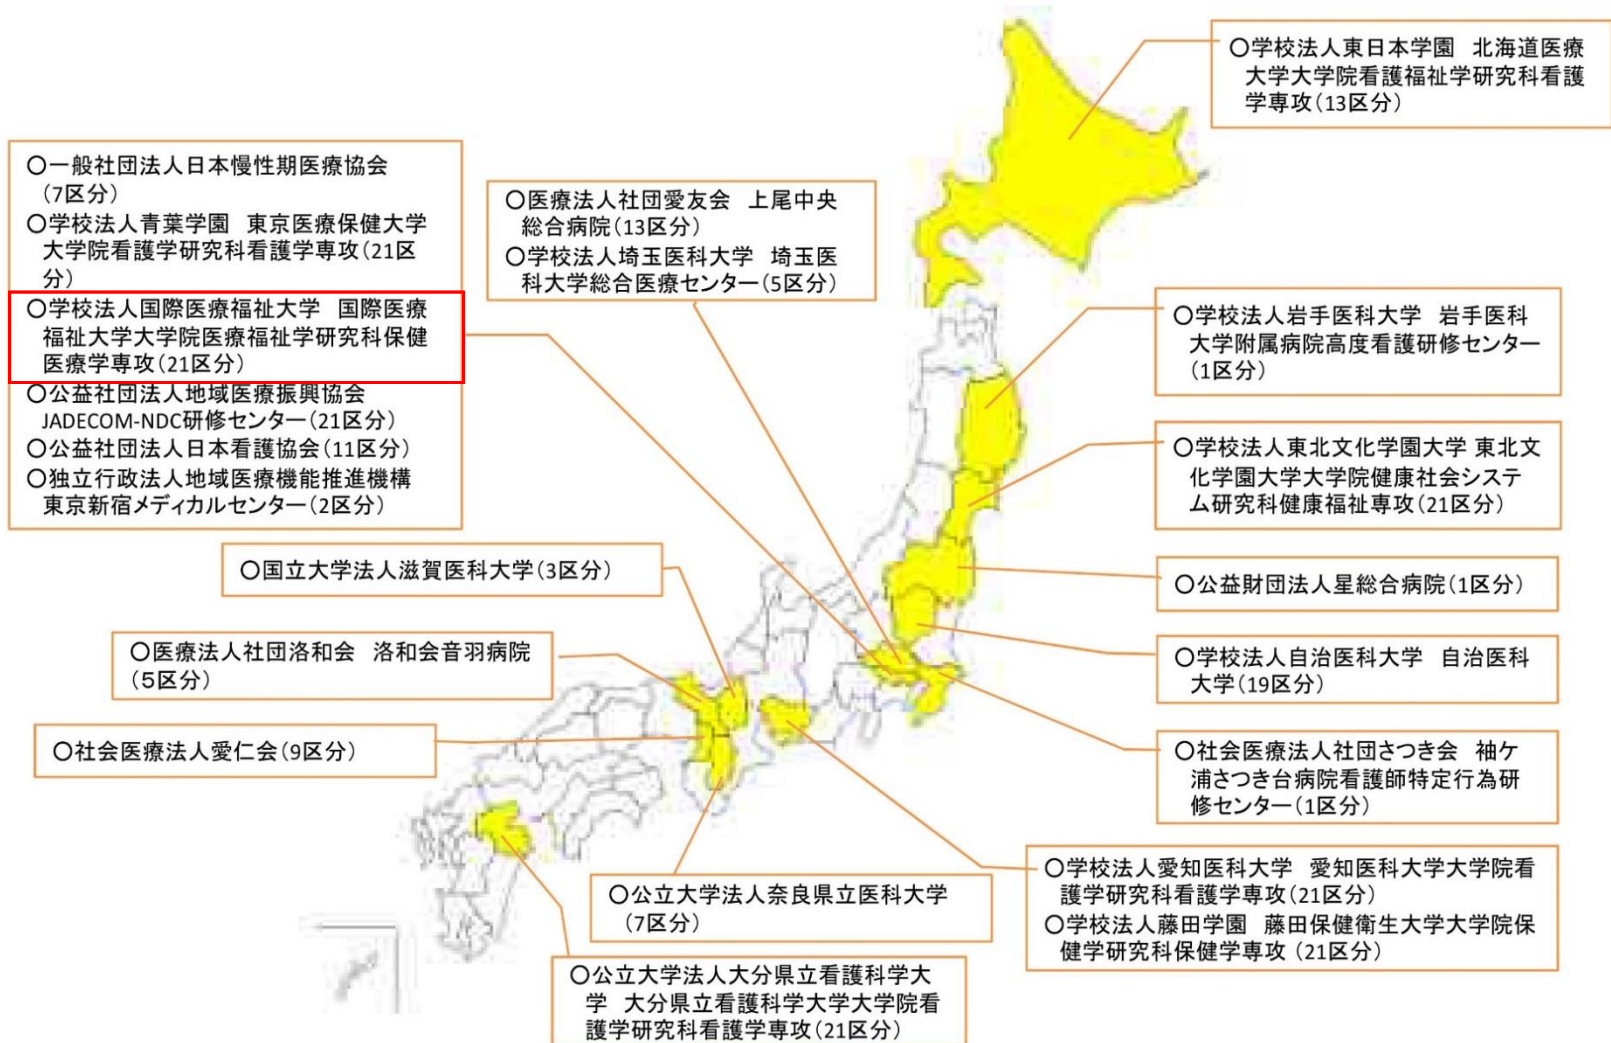 ○学校法人東日本学園　北海道医療
大学大学院看護福祉学研究科看護
学専攻(13区分)
○一般社団法人日本慢性期医療協会
(7区分)
○学校法人青葉学園　東京医療保健大学
大学院看護学研究科看護学専攻(21区
分)
○学校法人国際医療福祉大学　国際医療
福祉大学大学院医療福祉学研究科保健
医療学専攻(21区分)
○公益社団法人地域医療振興協会
JADECOM-NDC研修センター(21区分)
○公益社団法人日本看護協会(11区分)
○独立行政法人地域医療機能推進機構
東京新宿メディカルセンター(2区分)
○医療法人社団愛友会　上尾中央
総合病院(13区分)
○学校法人埼玉医科大学　埼玉医
科大学総合医療センター(5区分)
○学校法人岩手医科大学　岩手医科
大学附属病院高度看護研修センター
(1区分)
○学校法人東北文化学園大学 東北文
化学園大学大学院健康社会システ
ム研究科健康福祉専攻(21区分)
○国立大学法人滋賀医科大学(3区分)
○公益財団法人星総合病院(1区分)
○医療法人社団洛和会　洛和会音羽病院
(5区分)
○学校法人自治医科大学　自治医科
大学(19区分)
○社会医療法人愛仁会(9区分)
○社会医療法人社団さつき会　袖ケ
浦さつき台病院看護師特定行為研
修センター(1区分)
○公立大学法人奈良県立医科大学
(7区分)
○学校法人愛知医科大学　愛知医科大学大学院看
護学研究科看護学専攻(21区分)
○学校法人藤田学園　藤田保健衛生大学大学院保
健学研究科保健学専攻 (21区分)
○公立大学法人大分県立看護科学大
学　大分県立看護科学大学大学院看
護学研究科看護学専攻(21区分)